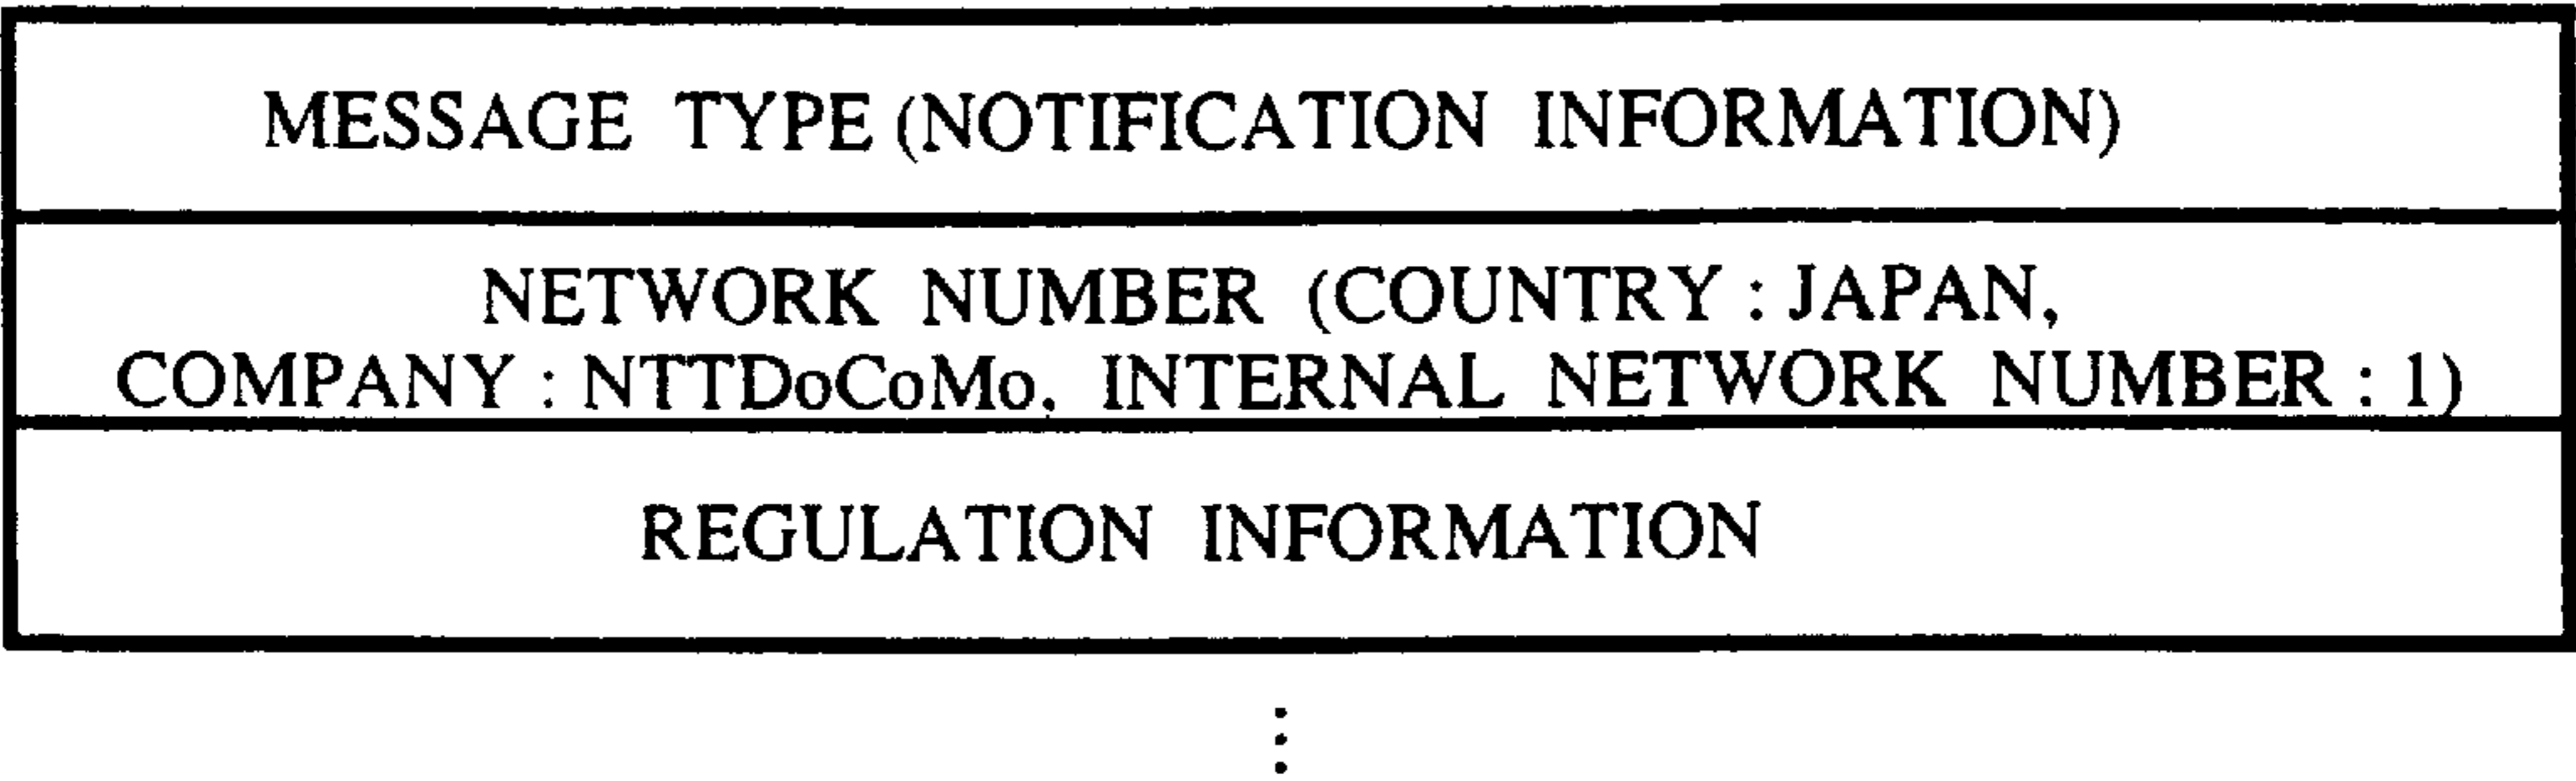 MESSAGE TYPE (NOTIFICATION INFORMATION)
NETWORK NUMBER (COUNTRY : JAPAN,
COMPANY : NTTDoCoMo, INTERNAL NETWORK NUMBER : 1)
REGULATION INFORMATION